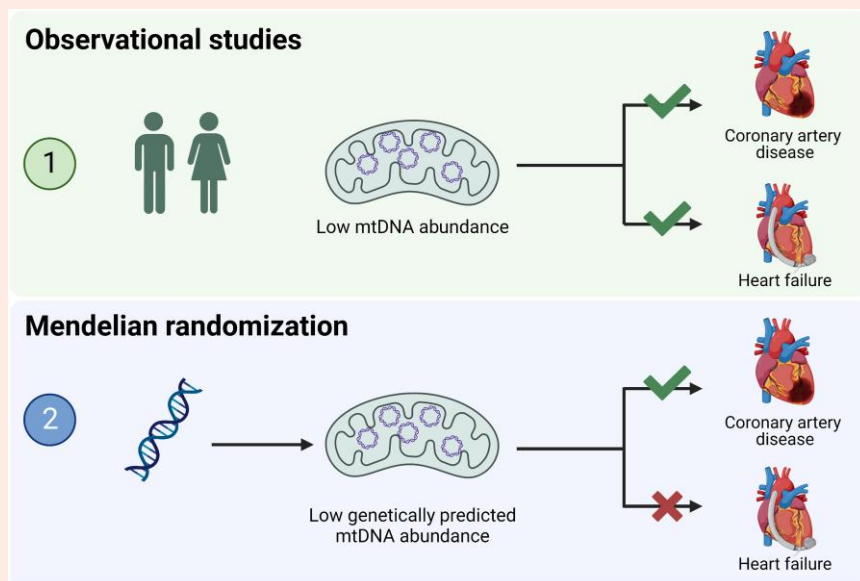 Observational studies
1
Low mtDNA abundance
Coronary artery
disease
Heart failure
Mendelian randomization
2
Low genetically predicted
mtDNA abundance
Coronary artery
disease
Heart failure